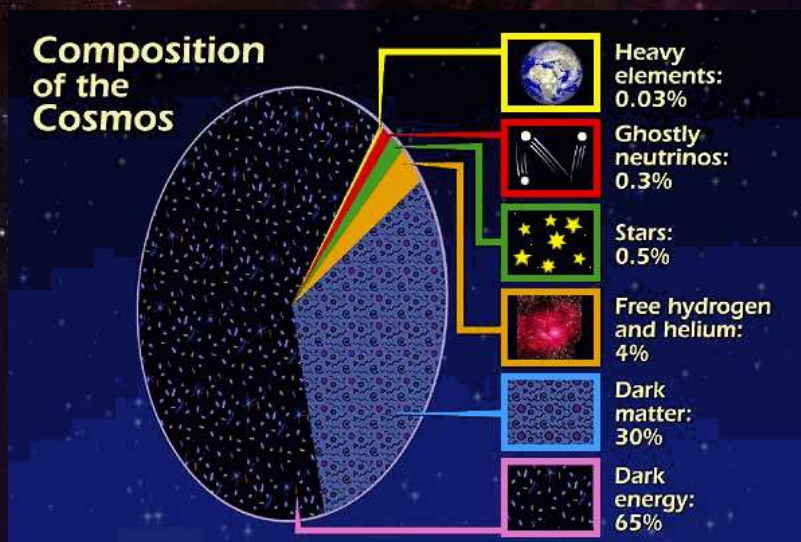 Composition
of the
Cosmos
Heavy
elements:
0.03%
Ghostly
neutrinos:
0.3%
Stars:
0.5%
Free hydrogen
and helium:
4%
Dark
matter:
30%
Dark
energy:
65%